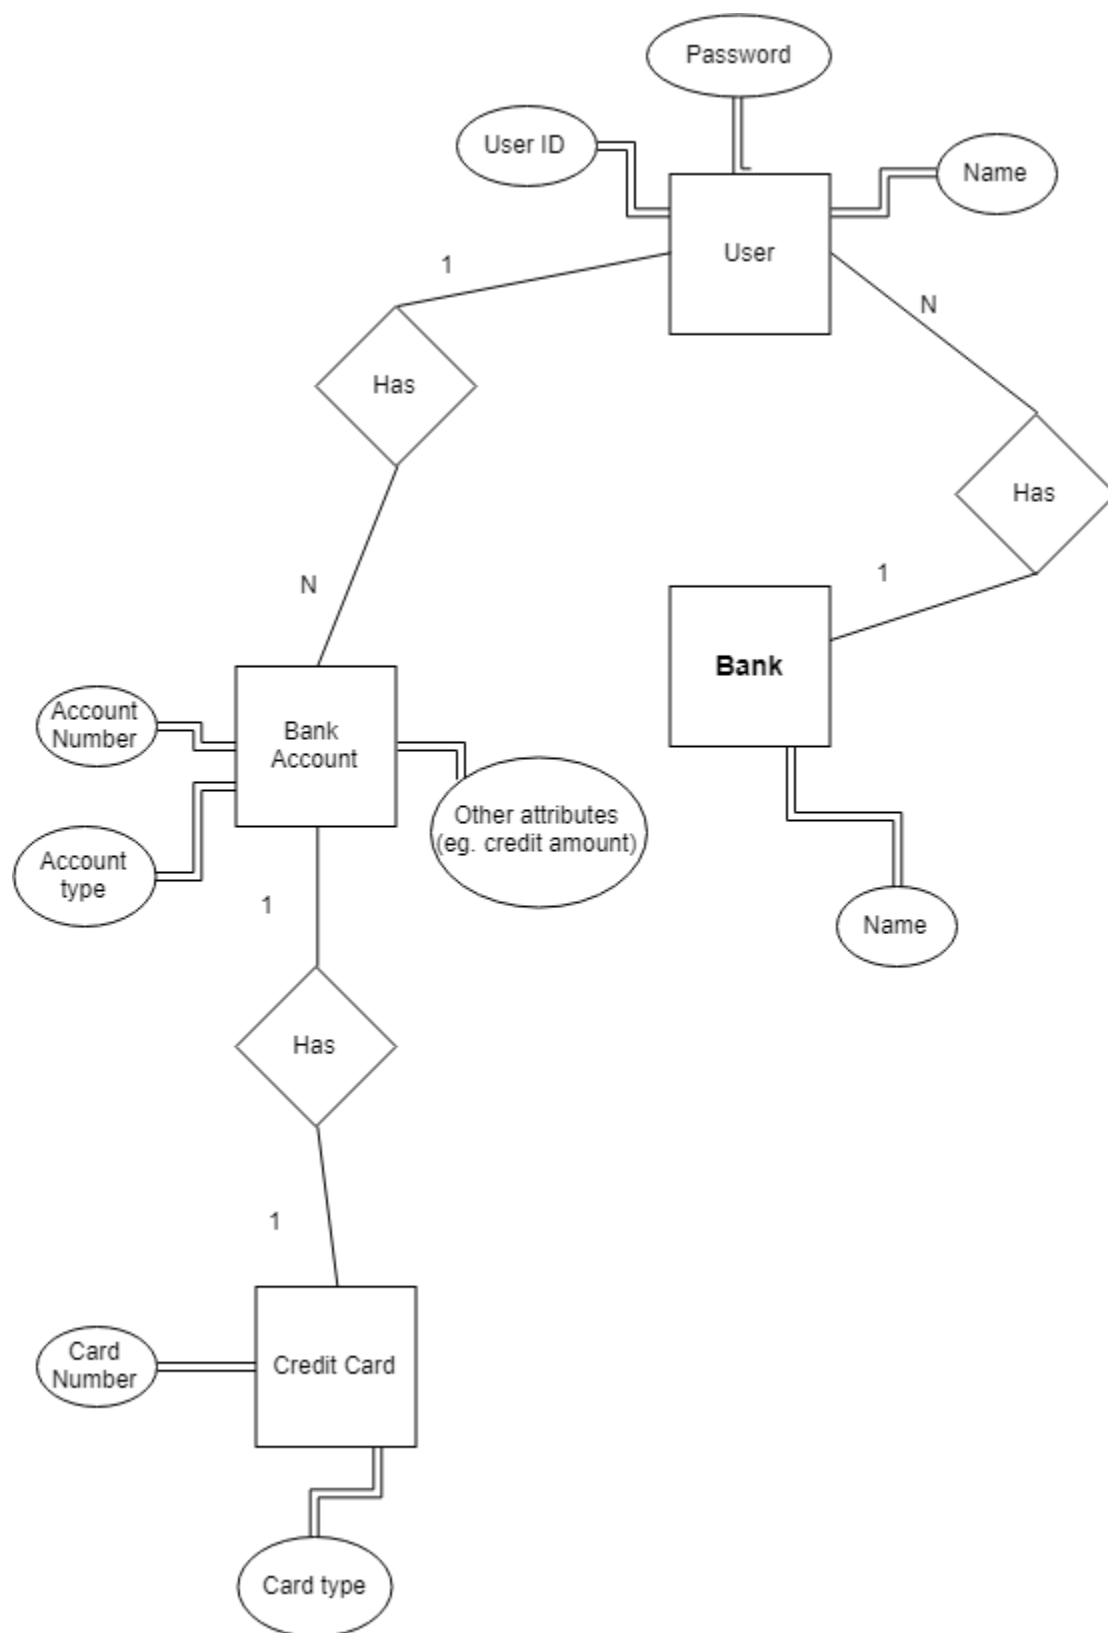 Password
User ID
Name
User
1
N
Has
Has
N
1
Bank
Account
Number
Bank
Account
Other attributes
(eg. credit amount)
Account
type
1
Name
Has
1
Card
Number
Credit Card
Card type